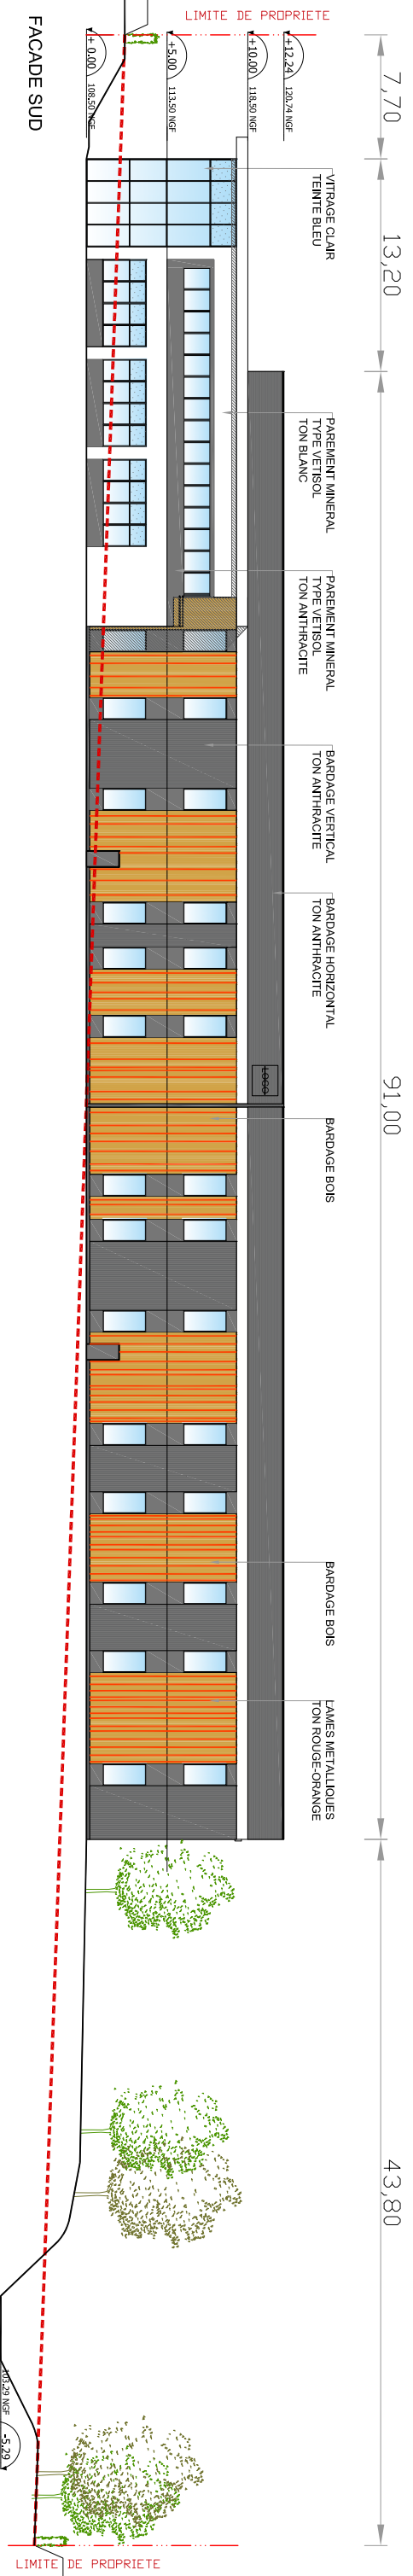 LIMITE DE PROPRIETE
7,70
13,20
91,00
43,80
+12.24
120.74 NGF
+10.00
118.50 NGF
+5.00
113.50 NGF
+ 0.00
108.50 NGF
VITRAGE CLAIR
TEINTE BLEU
PAREMENT MINERAL
TYPE VETISOL
TON BLANC
PAREMENT MINERAL
TYPE VETISOL
TON ANTHRACITE
BARDAGE VERTICAL
TON ANTHRACITE
BARDAGE HORIZONTAL
TON ANTHRACITE
BARDAGE BOIS
BARDAGE BOIS
LAMES METALLIQUES
TON ROUGE-ORANGE
LOGO
103.29 NGF
-5.29
LIMITE DE PROPRIETE
FACADE SUD